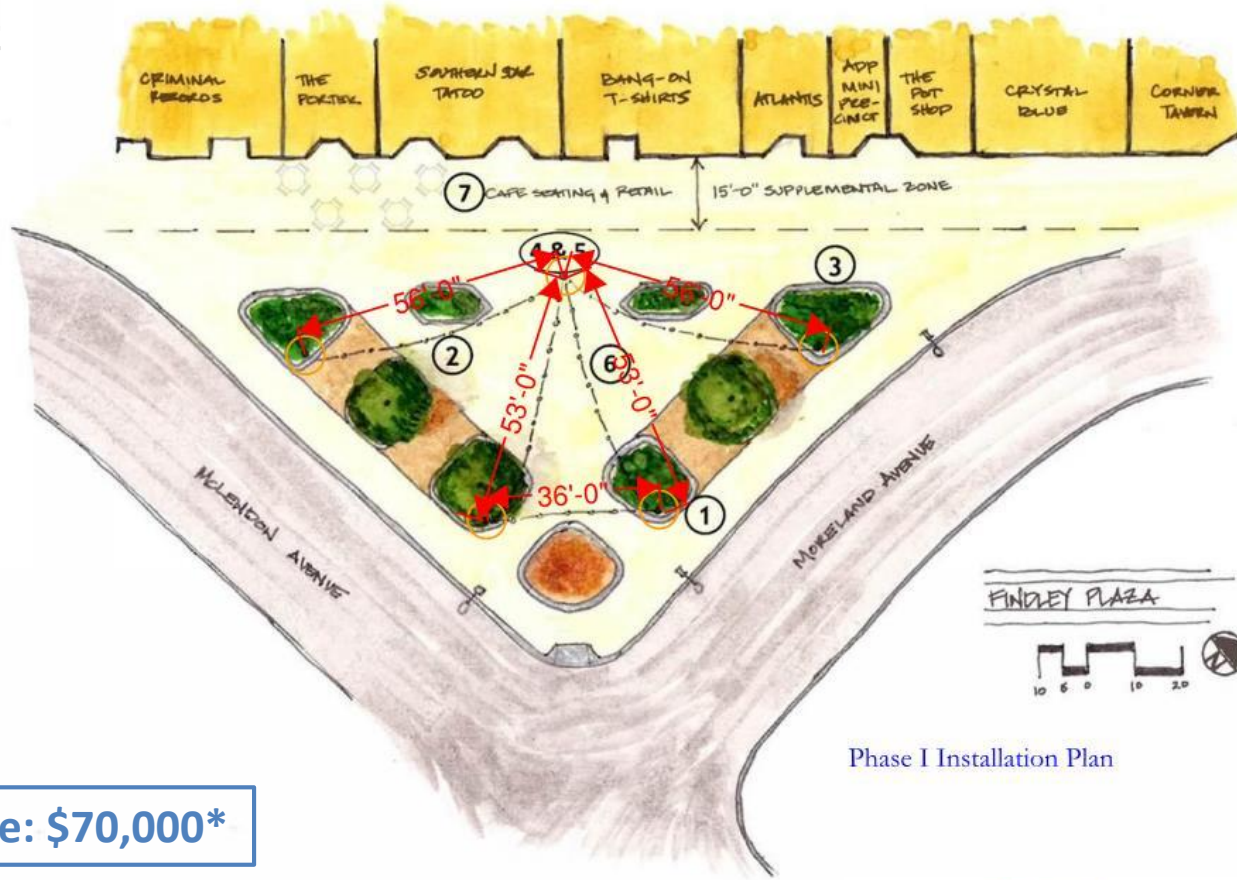 CRIMINAL
RECORDS
THE
PORTER
SOUTHERN STAR
TATOO
BANG-ON
T-SHIRTS
ATLANTIS
APP
MINI
PRE-
CINCT
THE
POT
SHOP
CRYSTAL
BLUE
CORNER
TAVERN
7 CAFE SEATING & RETAIL
15'-0" SUPPLEMENTAL ZONE
4 & 5
3
56'-0"
56'-0"
2
6
53'-0"
53'-0"
36'-0"
1
McLENDON AVENUE
MORELAND AVENUE
FINDLEY PLAZA
10 5 0 10 20
N
Phase I Installation Plan
e: $70,000*